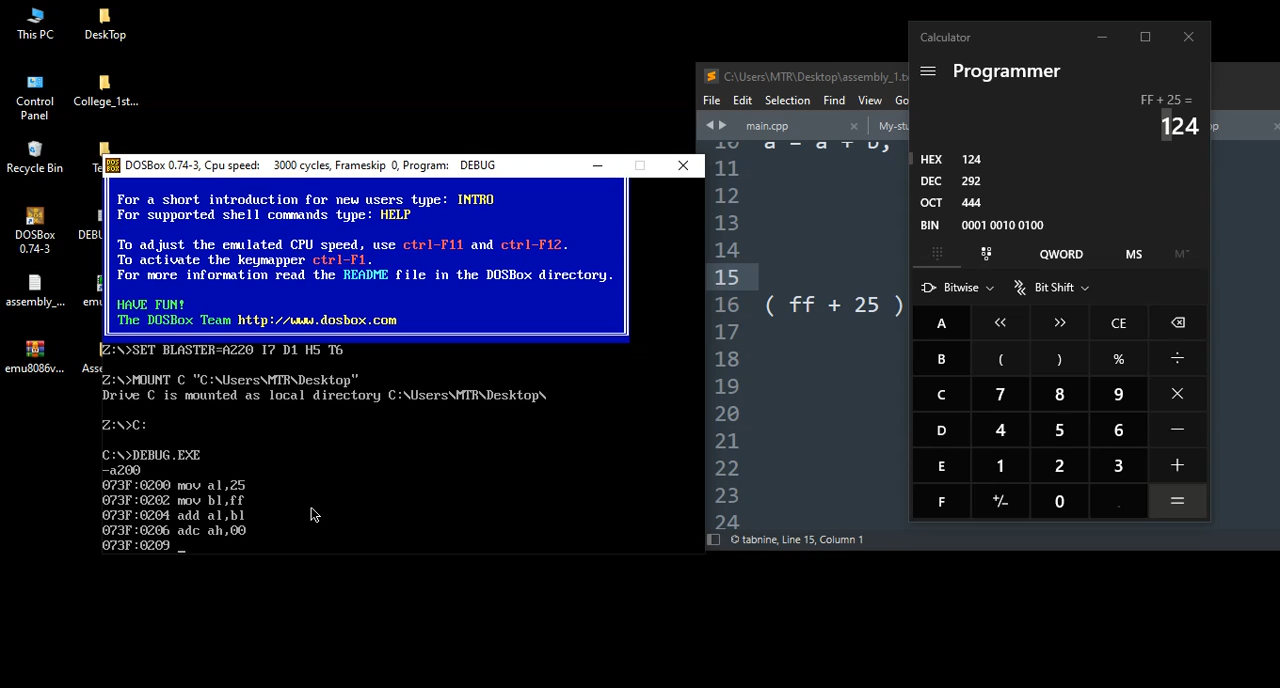 This PC
DeskTop
Control
Panel
College_1st...
Recycle Bin
DOSBox
0.74-3
assembly_...
emu8086v...
DOSBox 0.74-3, Cpu speed: 3000 cycles, Frameskip 0, Program: DEBUG
For a short introduction for new users type: INTRO
For supported shell commands type: HELP
To adjust the emulated CPU speed, use ctrl-F11 and ctrl-F12.
To activate the keymapper ctrl-F1.
For more information read the README file in the DOSBox directory.
HAVE FUN!
The DOSBox Team http://www.dosbox.com
Z:\>SET BLASTER=A220 I7 D1 H5 T6
Z:\>MOUNT C "C:\Users\MTR\Desktop"
Drive C is mounted as local directory C:\Users\MTR\Desktop\
Z:\>C:
C:\>DEBUG.EXE
-a200
073F:0200 mov al,25
073F:0202 mov bl,ff
073F:0204 add al,bl
073F:0206 adc ah,00
073F:0209 _
C:\Users\MTR\Desktop\assembly_1.t
File Edit Selection Find View Go
main.cpp
My-stu
10 a = a + b,
11
12
13
14
15
16 ( ff + 25 )
17
18
19
20
21
22
23
24
tabnine, Line 15, Column 1
Calculator
Programmer
FF + 25 =
124
HEX 124
DEC 292
OCT 444
BIN 0001 0010 0100
QWORD MS M˅
Bitwise Bit Shift
A << >> CE
B ( ) % ÷
C 7 8 9 ×
D 4 5 6 −
E 1 2 3 +
F +/− 0 . =